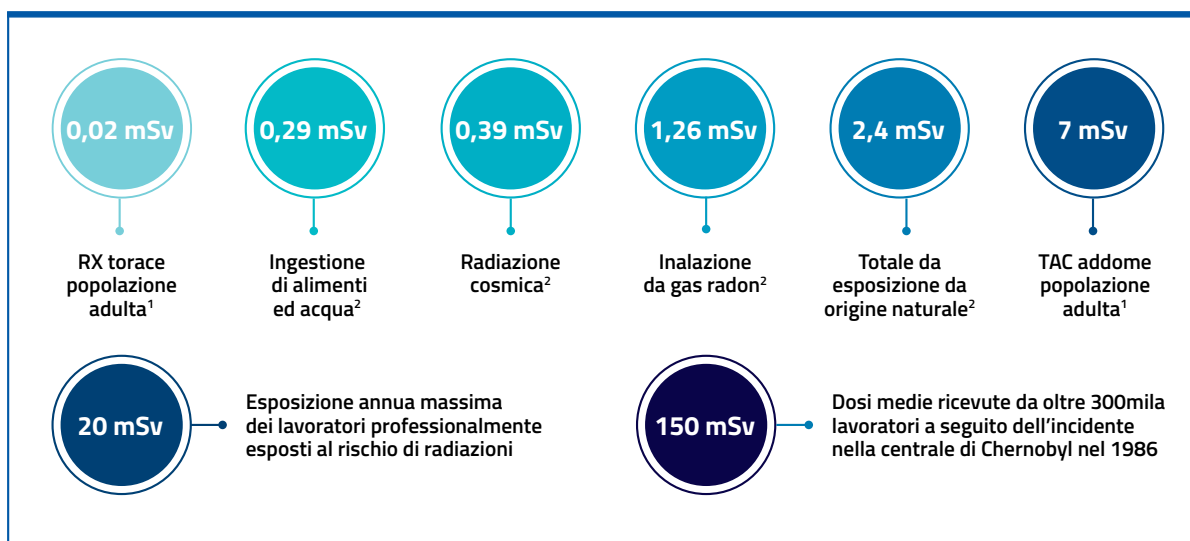 0,02 mSv
RX torace
popolazione
adulta¹
0,29 mSv
Ingestione
di alimenti
ed acqua²
0,39 mSv
Radiazione
cosmica²
1,26 mSv
Inalazione
da gas radon²
2,4 mSv
Totale da
esposizione da
origine naturale²
7 mSv
TAC addome
popolazione
adulta¹
20 mSv
Esposizione annua massima
dei lavoratori professionalmente
esposti al rischio di radiazioni
150 mSv
Dosi medie ricevute da oltre 300mila
lavoratori a seguito dell'incidente
nella centrale di Chernobyl nel 1986